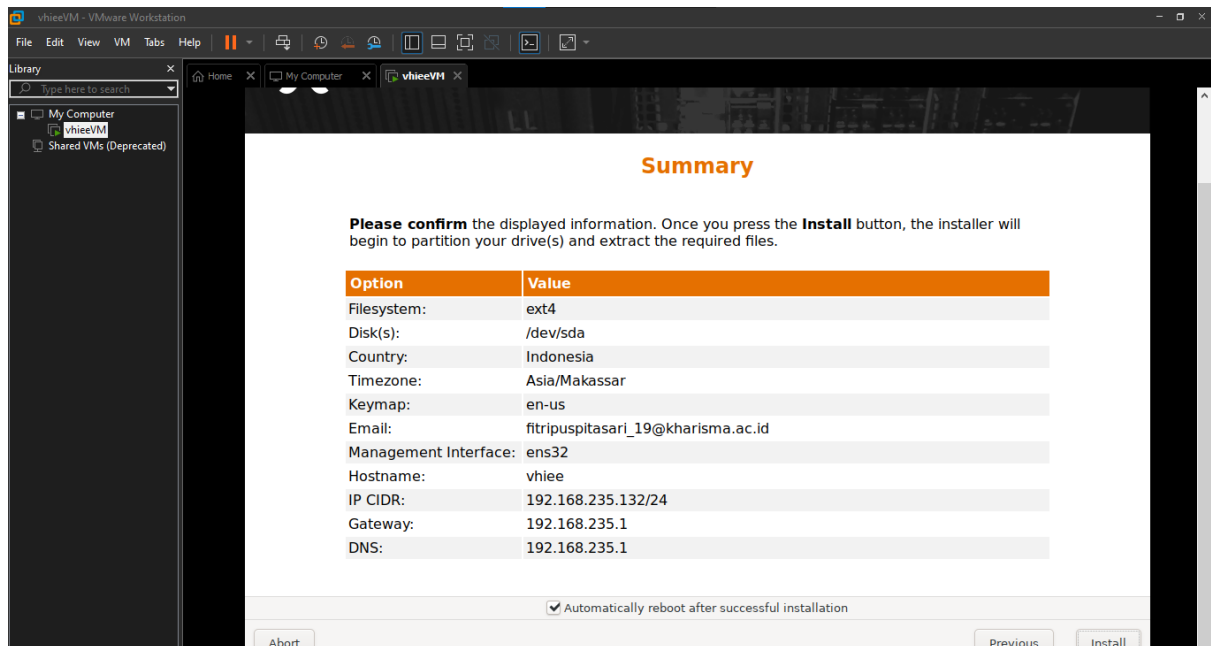 vhieeVM - VMware Workstation
File Edit View VM Tabs Help
Library
Type here to search
My Computer
vhieeVM
Shared VMs (Deprecated)
Home My Computer vhieeVM
Summary
Please confirm the displayed information. Once you press the Install button, the installer will
begin to partition your drive(s) and extract the required files.
Option Value
Filesystem: ext4
Disk(s): /dev/sda
Country: Indonesia
Timezone: Asia/Makassar
Keymap: en-us
Email: fitripuspitasari_19@kharisma.ac.id
Management Interface: ens32
Hostname: vhiee
IP CIDR: 192.168.235.132/24
Gateway: 192.168.235.1
DNS: 192.168.235.1
Automatically reboot after successful installation
Abort Previous Install